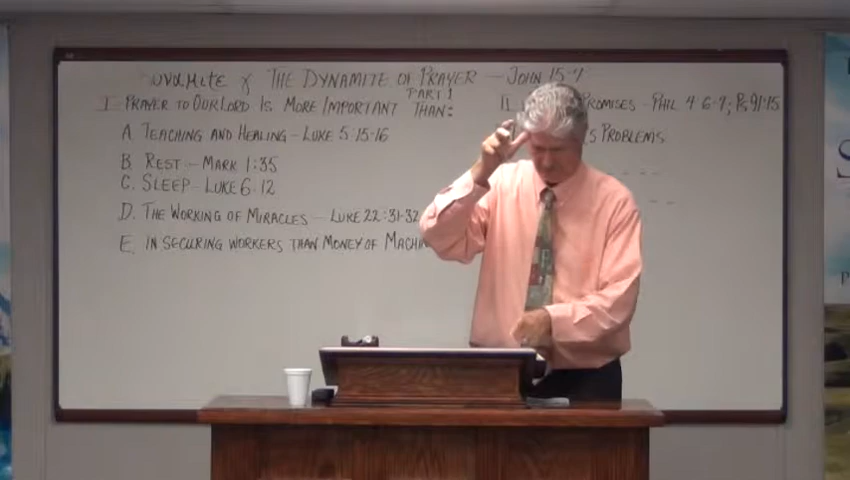 THE DYNAMITE OF PRAYER — JOHN 15-7
PART 1
I PRAYER TO OUR LORD IS MORE IMPORTANT THAN:
A. TEACHING AND HEALING - LUKE 5:15-16
B. REST - MARK 1:35
C. SLEEP - LUKE 6:12
D. THE WORKING OF MIRACLES - LUKE 22:31-32
E. IN SECURING WORKERS THAN MONEY OF MACHIN
II PROMISES - PHIL 4 6-7; Ps 91:15
S PROBLEMS